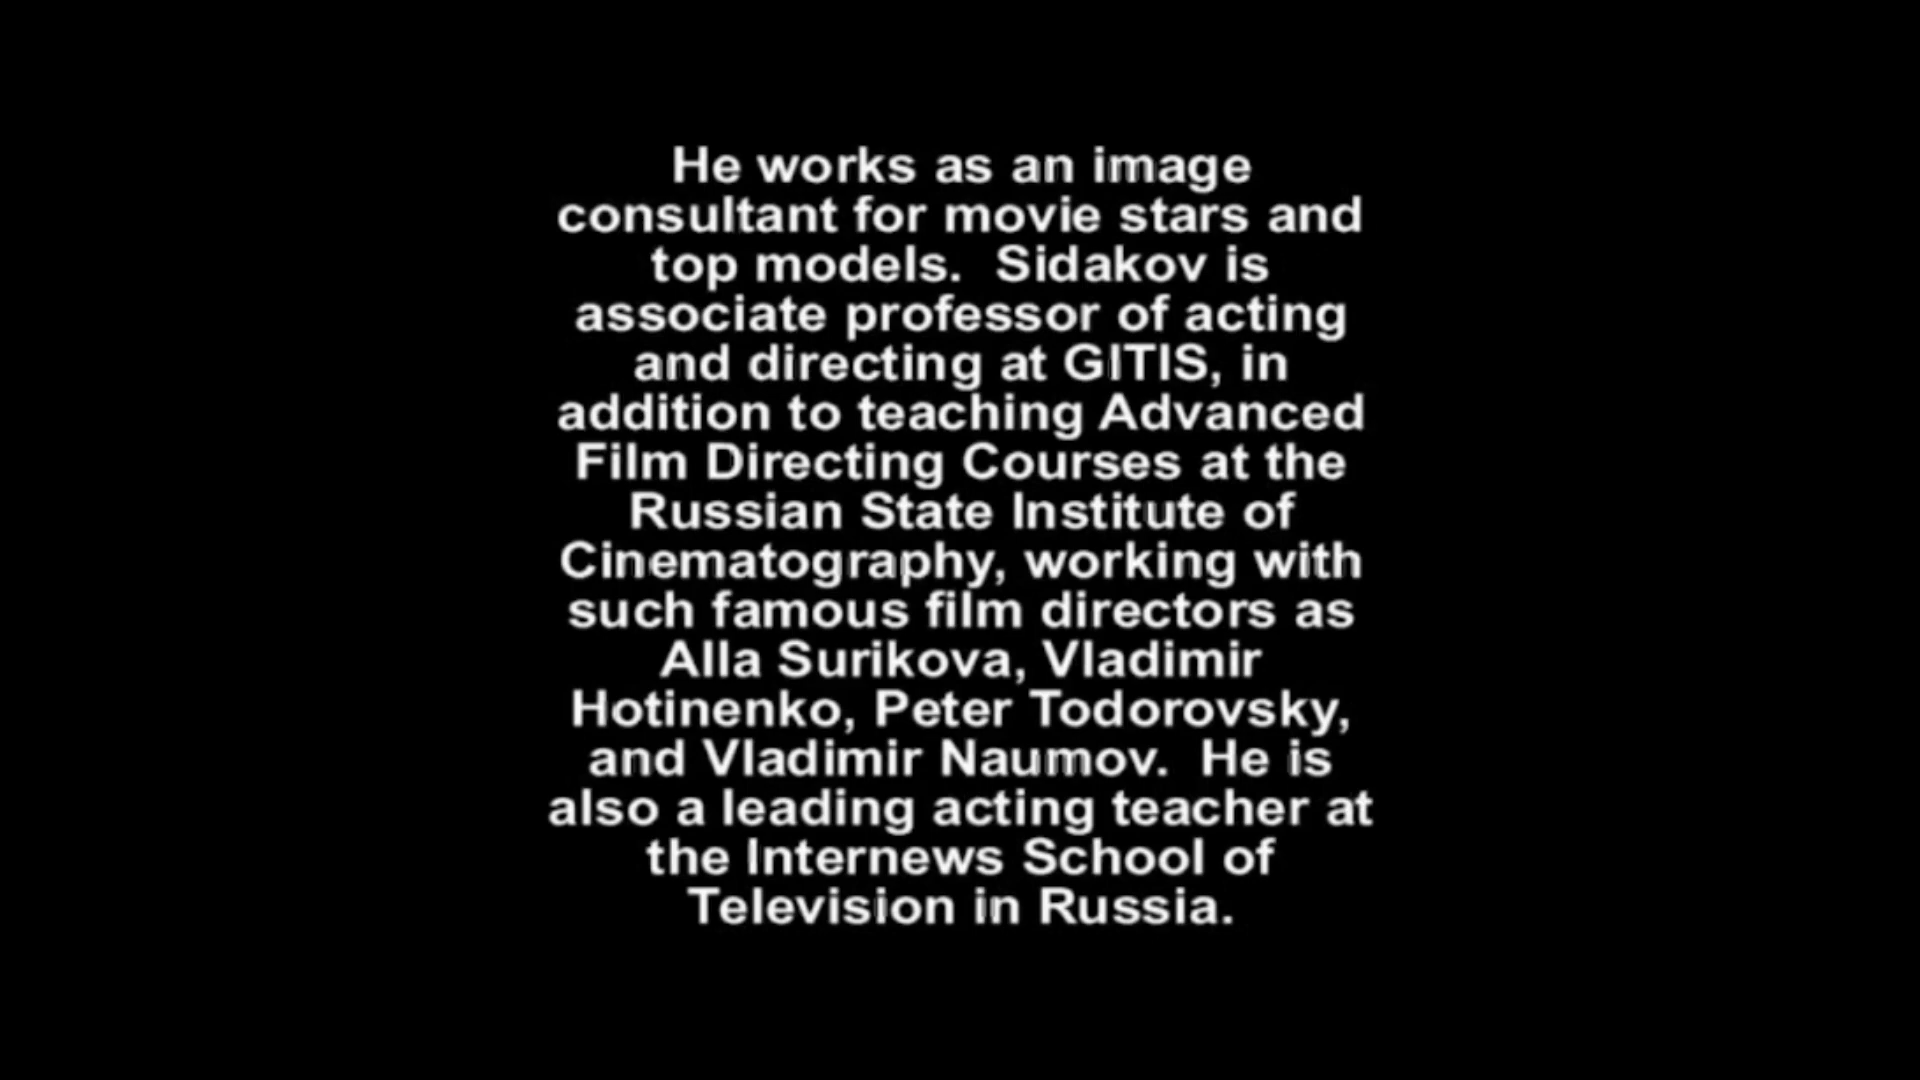 He works as an image
consultant for movie stars and
top models.  Sidakov is
associate professor of acting
and directing at GITIS, in
addition to teaching Advanced
Film Directing Courses at the
Russian State Institute of
Cinematography, working with
such famous film directors as
Alla Surikova, Vladimir
Hotinenko, Peter Todorovsky,
and Vladimir Naumov.  He is
also a leading acting teacher at
the Internews School of
Television in Russia.